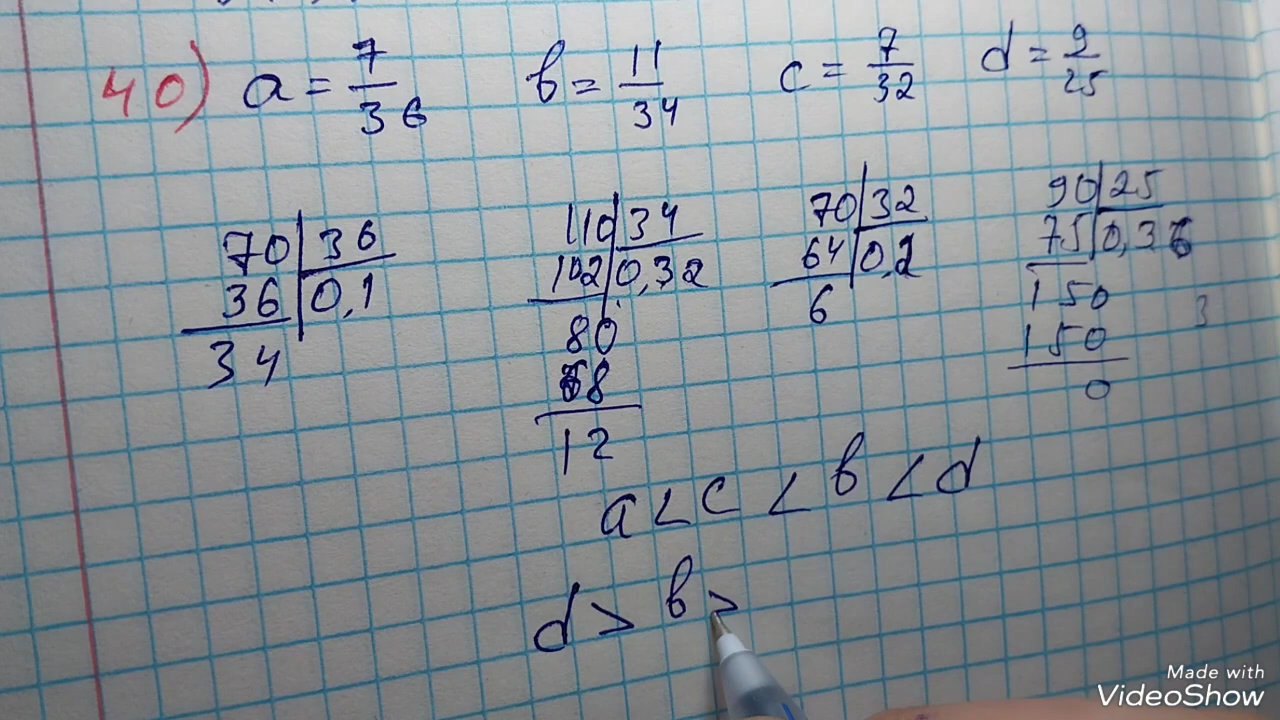 40) a = 7/36 b = 11/34 c = 7/32 d = 9/25
70 | 36 110 | 34 70 | 32 90 | 25
36 | 0,1 102 | 0,32 64 | 0,2 75 | 0,36
34 80 6 150
68 150
12 0
3
a < c < b < d
d > b >
Made with
VideoShow